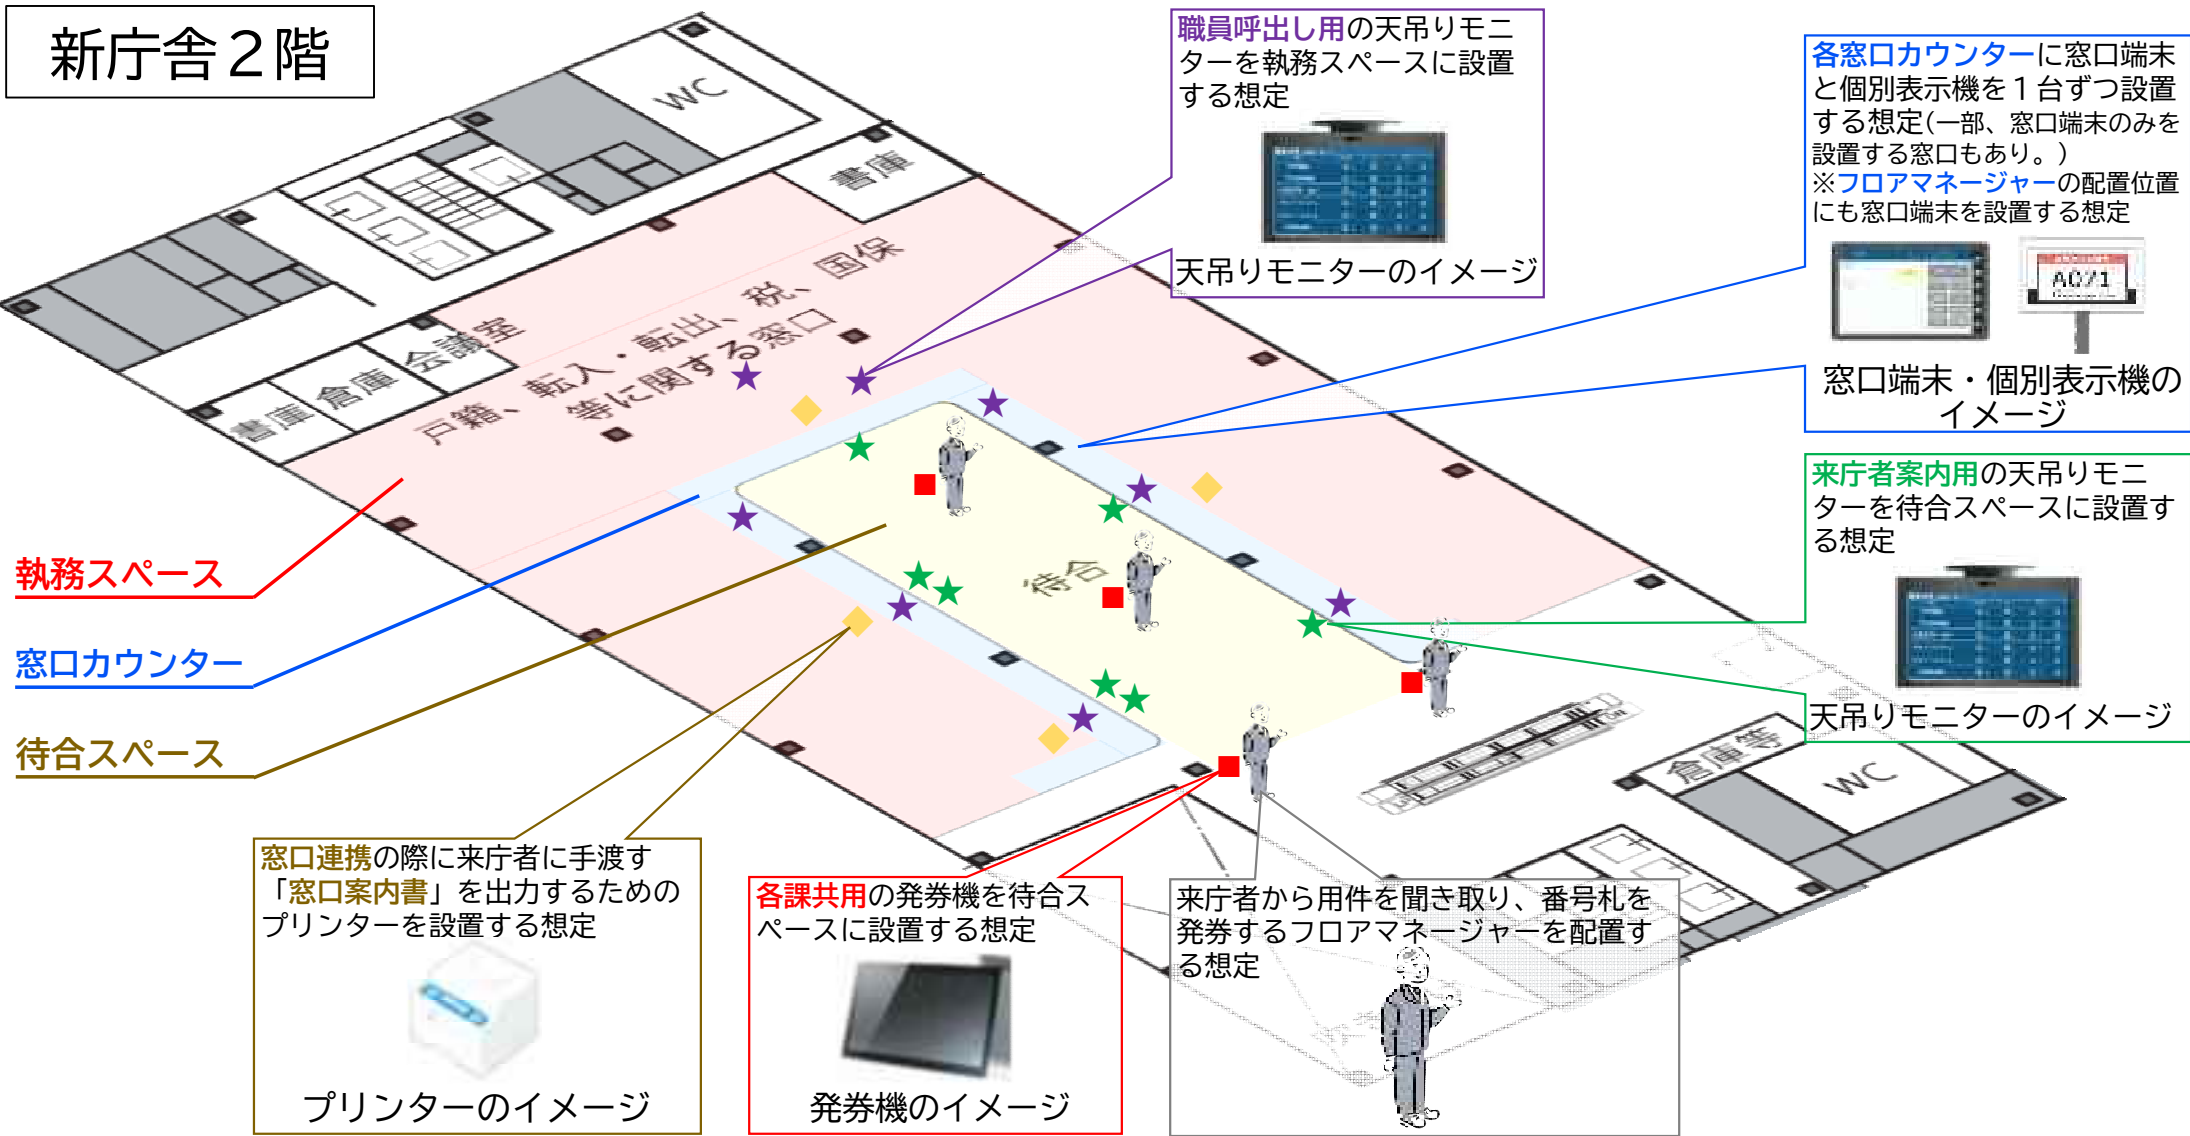 新庁舎２階
職員呼出し用の天吊りモニ
ターを執務スペースに設置
する想定
天吊りモニターのイメージ
各窓口カウンターに窓口端末
と個別表示機を１台ずつ設置
する想定(一部、窓口端末のみを
設置する窓口もあり。)
※フロアマネージャーの配置位置
にも窓口端末を設置する想定
A071
窓口端末・個別表示機の
イメージ
来庁者案内用の天吊りモニ
ターを待合スペースに設置す
る想定
天吊りモニターのイメージ
WC
書庫
戸籍、転入・転出、税、国保
等に関する窓口
会議室
倉庫
書庫
待合
執務スペース
窓口カウンター
待合スペース
倉庫等
WC
窓口連携の際に来庁者に手渡す
「窓口案内書」を出力するための
プリンターを設置する想定
プリンターのイメージ
各課共用の発券機を待合ス
ペースに設置する想定
発券機のイメージ
来庁者から用件を聞き取り、番号札を
発券するフロアマネージャーを配置す
る想定